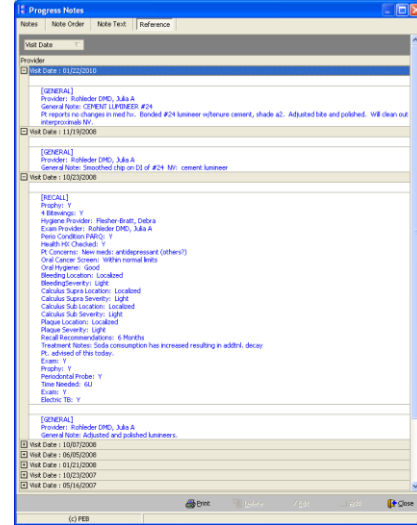 Progress Notes
Notes Note Order Note Text Reference
Visit Date
Provider
Visit Date : 01/22/2010
[GENERAL]
Provider: Rohleder DMD, Julia A
General Note: CEMENT LUMINEER #24
Pt reports no changes in med hx. Bonded #24 lumineer w/tenure cement, shade a2. Adjusted bite and polished. Will clean out
interproximals NV.
Visit Date : 11/19/2008
[GENERAL]
Provider: Rohleder DMD, Julia A
General Note: Smoothed chip on DI of #24 NV: cement lumineer
Visit Date : 10/23/2008
[RECALL]
Prophy: Y
4 Bitewings: Y
Hygiene Provider: Flesher-Bratt, Debra
Exam Provider: Rohleder DMD, Julia A
Perio Condition PARQ: Y
Health HX Checked: Y
Pt Concerns: New meds: antidepressant (others?)
Oral Cancer Screen: Within normal limits
Oral Hygiene: Good
Bleeding Location: Localized
BleedingSeverity: Light
Calculus Supra Location: Localized
Calculus Supra Severity: Light
Calculus Sub Location: Localized
Calculus Sub Severity: Light
Plaque Location: Localized
Plaque Severity: Light
Recall Recommendations: 6 Months
Treatment Notes: Soda comsumption has increased resulting in addtnl. decay
Pt. advised of this today.
Exam: Y
Prophy: Y
Periodontal Probe: Y
Time Needed: 6U
Exam: Y
Electric TB: Y
[GENERAL]
Provider: Rohleder DMD, Julia A
General Note: Adjusted and polished lumineers.
Visit Date : 10/07/2008
Visit Date : 06/05/2008
Visit Date : 01/21/2008
Visit Date : 10/23/2007
Visit Date : 05/16/2007
Print Delete Edit Add Close
(c) PEB